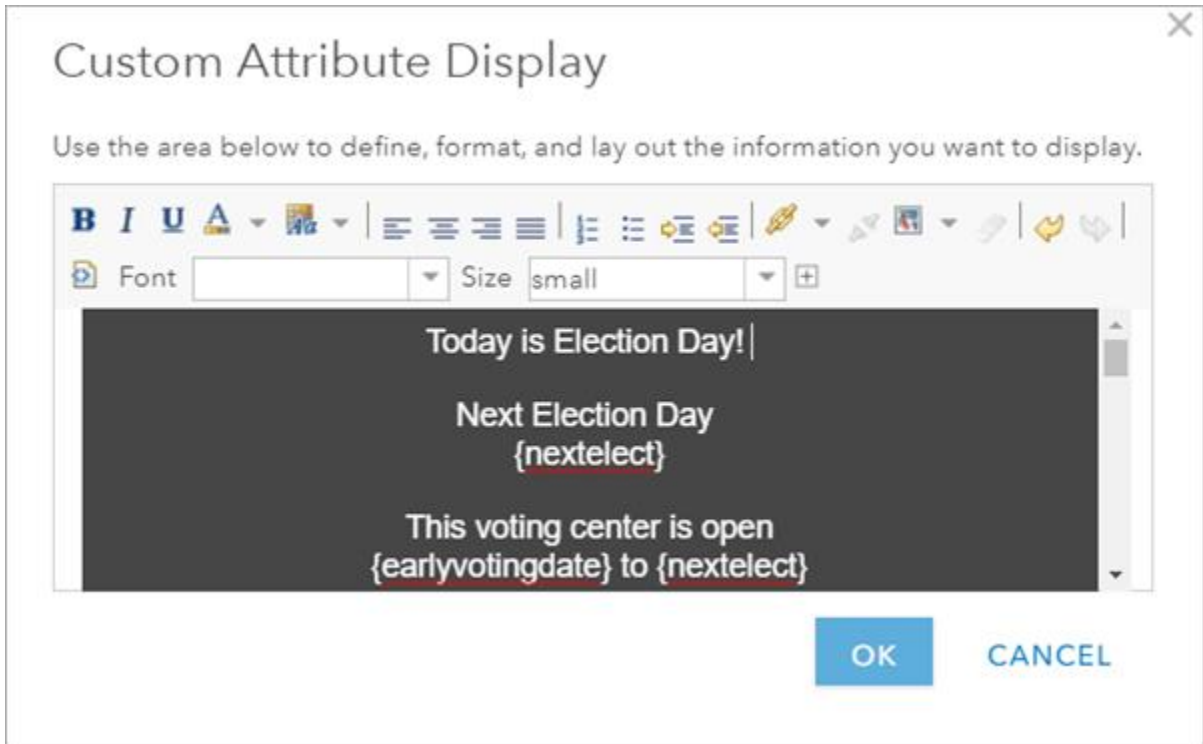 Custom Attribute Display
Use the area below to define, format, and lay out the information you want to display.
B I U A
Font Size small
Today is Election Day!
Next Election Day
{nextelect}
This voting center is open
{earlyvotingdate} to {nextelect}
OK CANCEL